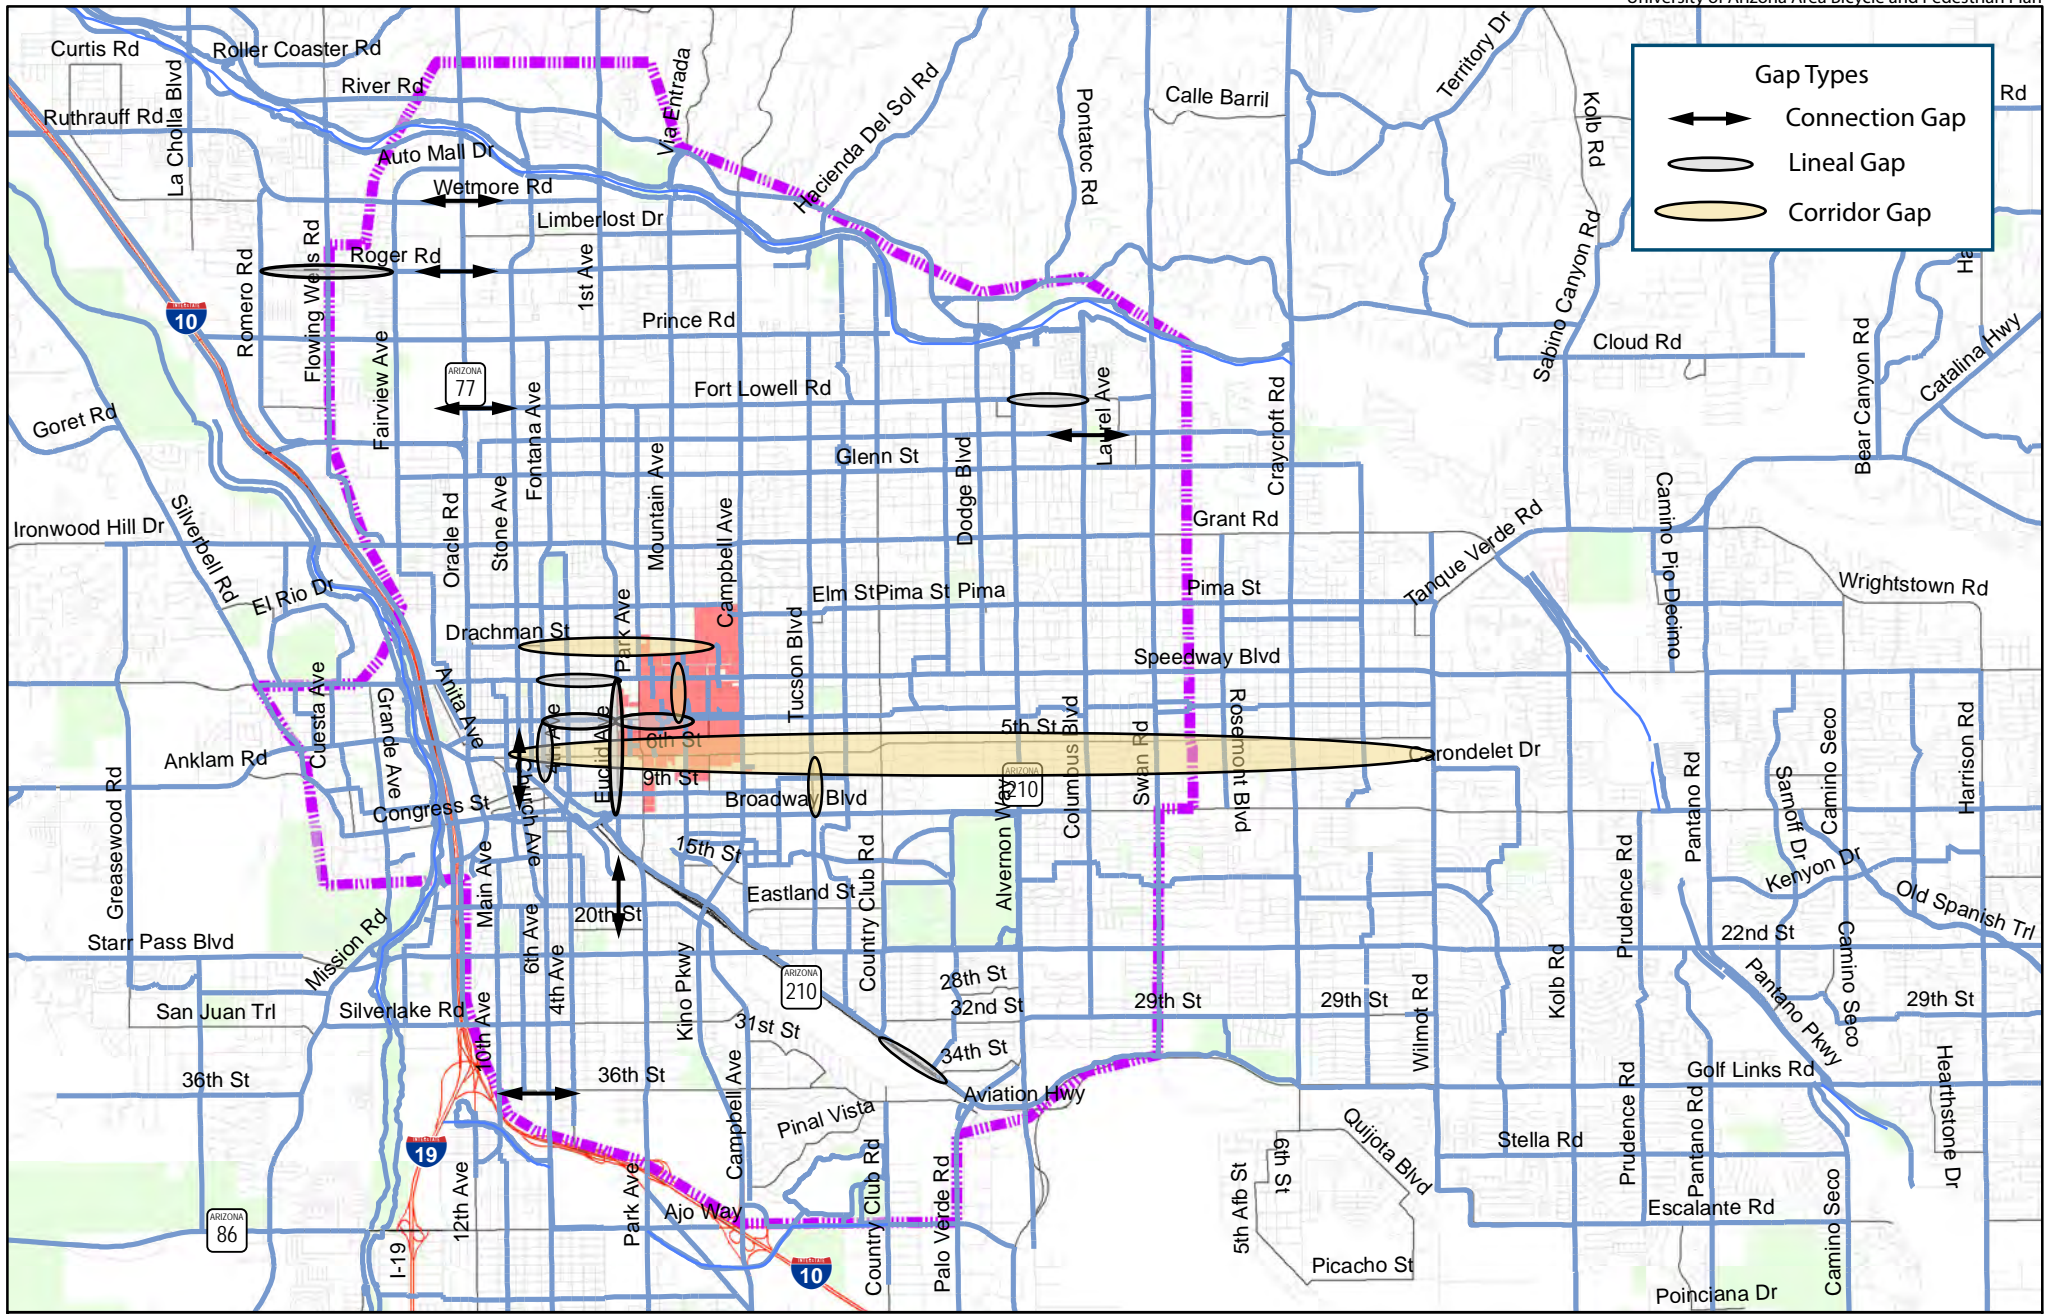 University of Arizona Area Bicycle and Pedestrian Plan
Curtis Rd
Roller Coaster Rd
La Cholla Blvd
River Rd
Ruthrauff Rd
Auto Mall Dr
Wetmore Rd
Limberlost Dr
Via Entrada
Hacienda Del Sol Rd
Pontatoc Rd
Calle Barril
Territory Dr
Kolb Rd
Rd
Gap Types
Connection Gap
Lineal Gap
Corridor Gap
Romero Rd
Flowing Wells Rd
Roger Rd
1st Ave
Sabino Canyon Rd
Ha
10
Prince Rd
Cloud Rd
Fairview Ave
ARIZONA
77
Fort Lowell Rd
Laurel Ave
Craycroft Rd
Bear Canyon Rd
Catalina Hwy
Goret Rd
Fontana Ave
Mountain Ave
Glenn St
Dodge Blvd
Silverbell Rd
Ironwood Hill Dr
Oracle Rd
Stone Ave
Campbell Ave
Grant Rd
Tanque Verde Rd
Camino Pio Decimo
El Rio Dr
Park Ave
Elm St
Pima St
Pima
Pima St
Wrightstown Rd
Drachman St
Tucson Blvd
Speedway Blvd
Cuesta Ave
Grande Ave
Anita Ave
4th Ave
Euclid Ave
6th St
5th St
Columbus Blvd
Swan Rd
Rosemont Blvd
Carondelet Dr
Pantano Rd
Sarnoff Dr
Camino Seco
Harrison Rd
Anklam Rd
Greasewood Rd
Congress St
Church Ave
9th St
Broadway Blvd
ARIZONA
210
Alvernon Way
15th St
Main Ave
Eastland St
Country Club Rd
Prudence Rd
Kenyon Dr
Old Spanish Trl
Mission Rd
20th St
Starr Pass Blvd
6th Ave
4th Ave
Kino Pkwy
22nd St
Camino Seco
Kolb Rd
ARIZONA
210
28th St
32nd St
29th St
29th St
Wilmot Rd
Pantano Pkwy
29th St
San Juan Trl
Silverlake Rd
10th Ave
31st St
34th St
36th St
36th St
Campbell Ave
Aviation Hwy
Golf Links Rd
Hearthstone Dr
Pinal Vista
19
12th Ave
Park Ave
Ajo Way
Country Club Rd
Palo Verde Rd
5th Afb St
6th St
Quijota Blvd
Stella Rd
Prudence Rd
Pantano Rd
Escalante Rd
Camino Seco
ARIZONA
86
I-19
10
Picacho St
Poinciana Dr